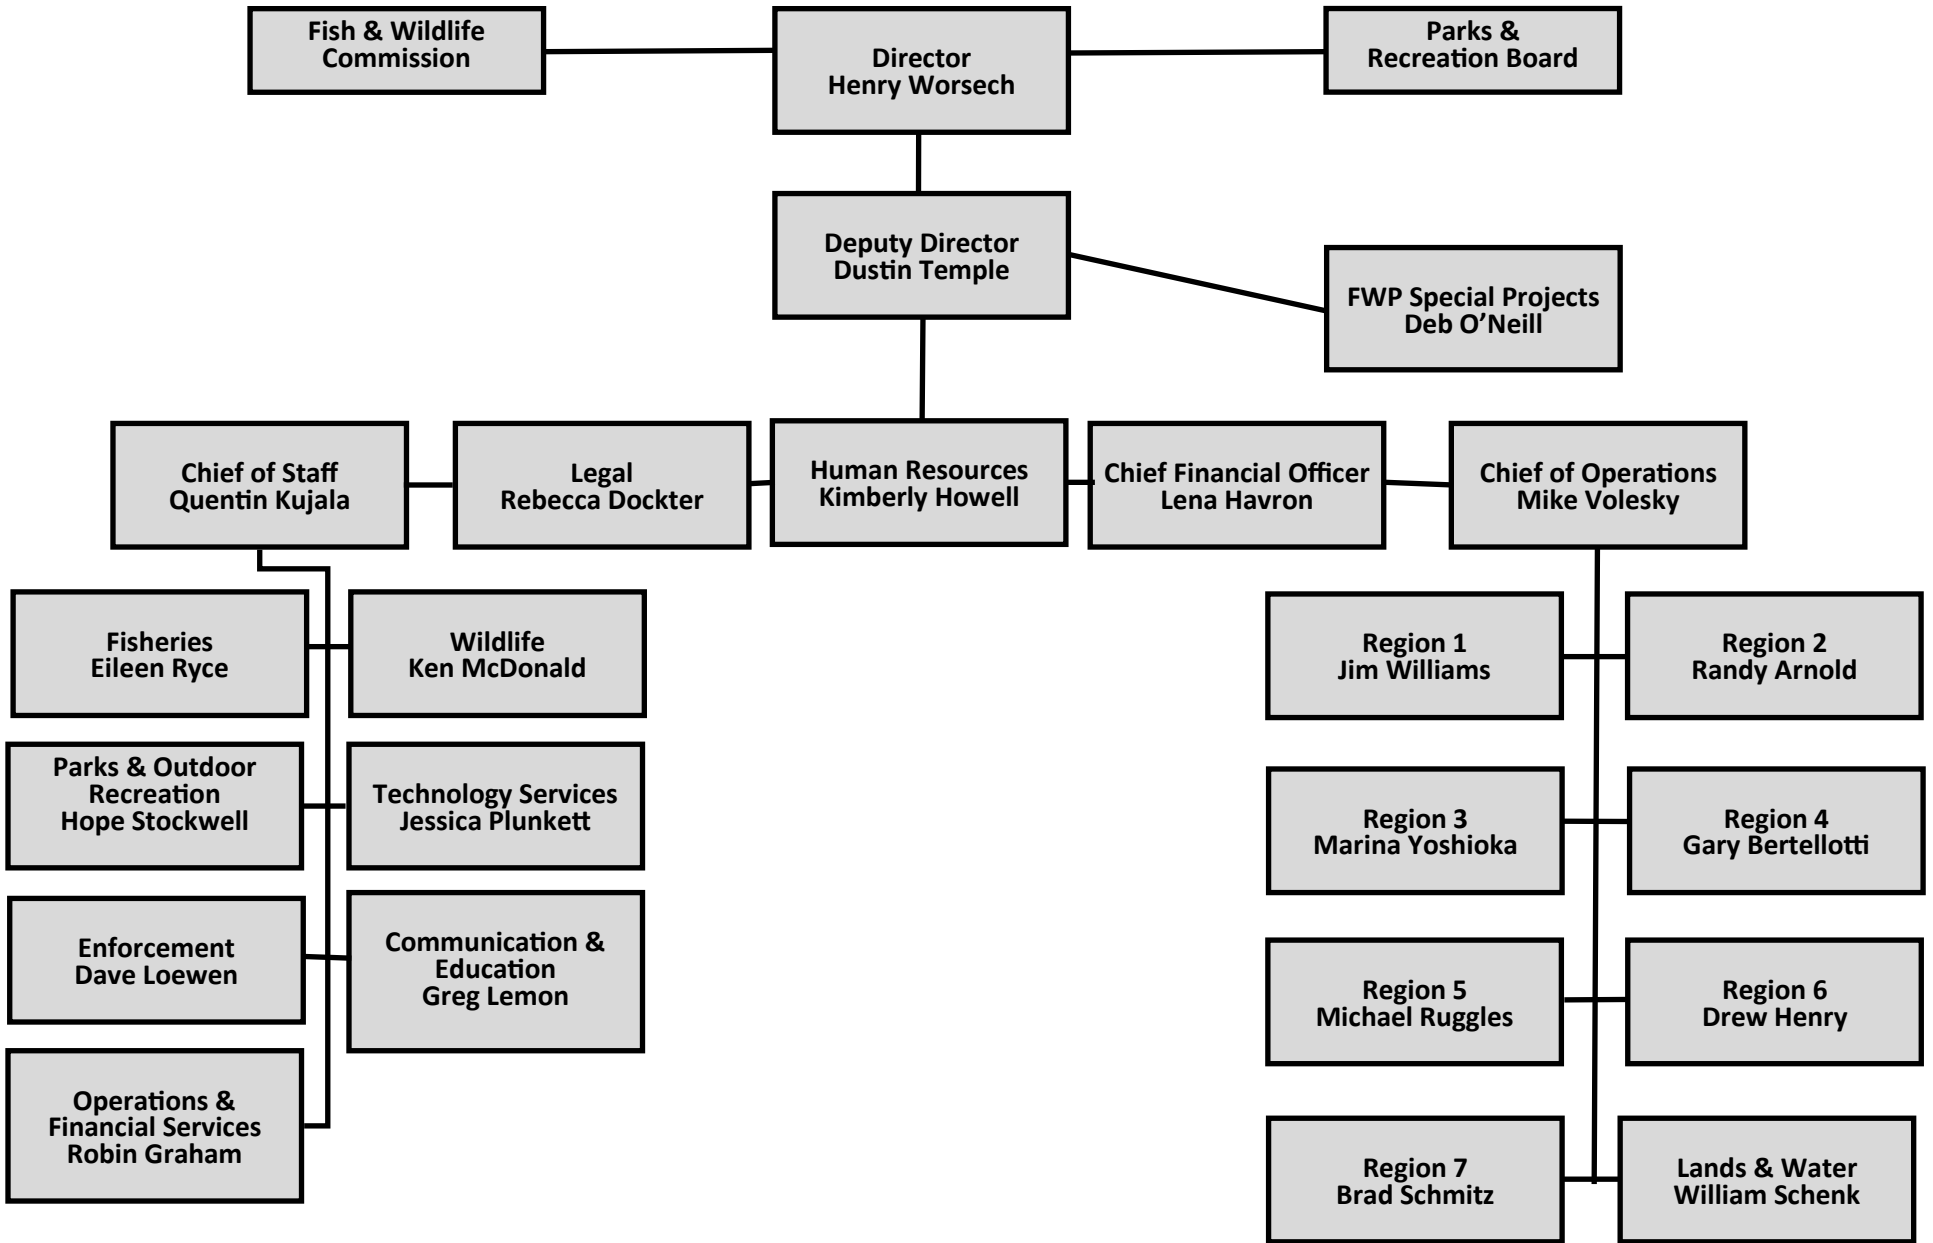 Fish & Wildlife
Commission
Director
Henry Worsech
Parks &
Recreation Board
Deputy Director
Dustin Temple
FWP Special Projects
Deb O’Neill
Chief of Staff
Quentin Kujala
Legal
Rebecca Dockter
Human Resources
Kimberly Howell
Chief Financial Officer
Lena Havron
Chief of Operations
Mike Volesky
Fisheries
Eileen Ryce
Wildlife
Ken McDonald
Parks & Outdoor
Recreation
Hope Stockwell
Technology Services
Jessica Plunkett
Enforcement
Dave Loewen
Communication &
Education
Greg Lemon
Operations &
Financial Services
Robin Graham
Region 1
Jim Williams
Region 2
Randy Arnold
Region 3
Marina Yoshioka
Region 4
Gary Bertellotti
Region 5
Michael Ruggles
Region 6
Drew Henry
Region 7
Brad Schmitz
Lands & Water
William Schenk